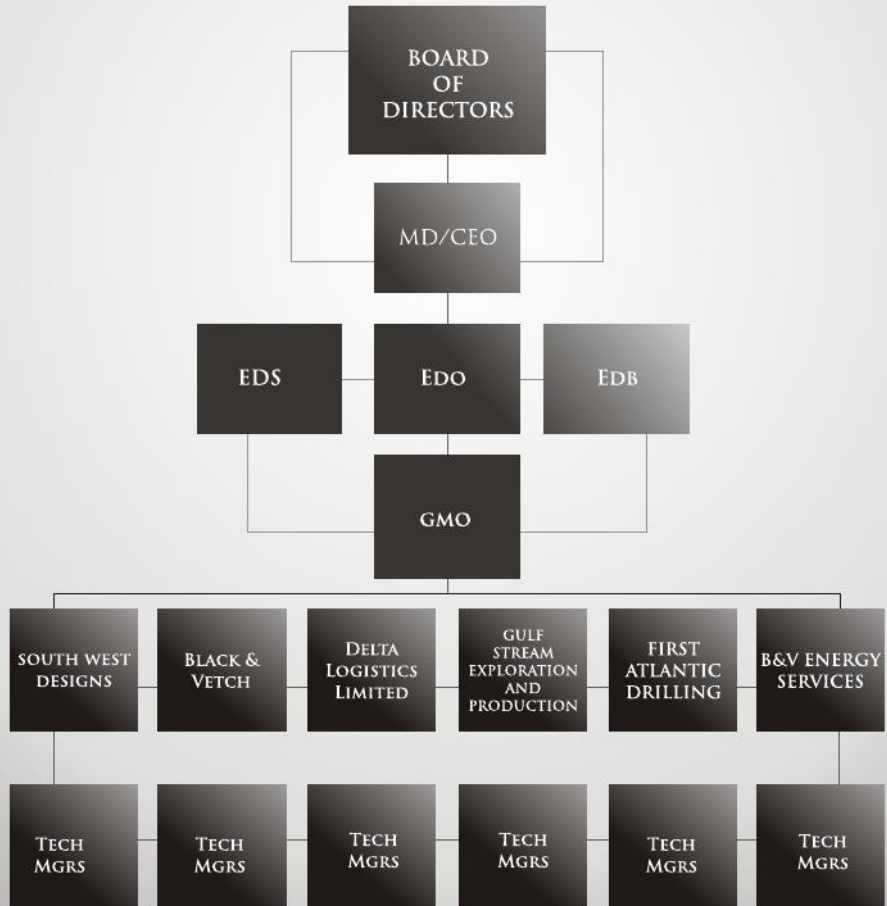 BOARD
OF
DIRECTORS
MD/CEO
EDS
EDO
EDB
GMO
SOUTH WEST
DESIGNS
BLACK &
VETCH
DELTA
LOGISTICS
LIMITED
GULF
STREAM
EXPLORATION
AND
PRODUCTION
FIRST
ATLANTIC
DRILLING
B&V ENERGY
SERVICES
TECH
MGRS
TECH
MGRS
TECH
MGRS
TECH
MGRS
TECH
MGRS
TECH
MGRS